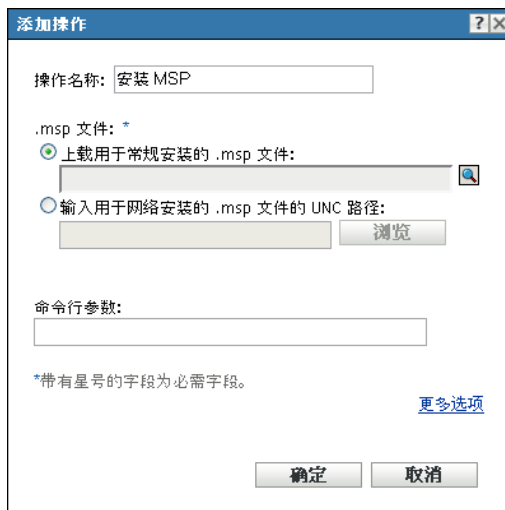 添加操作
操作名称: 安装 MSP
.msp 文件: *
上载用于常规安装的 .msp 文件:
输入用于网络安装的 .msp 文件的 UNC 路径:
浏览
命令行参数:
*带有星号的字段为必需字段。
更多选项
确定 取消